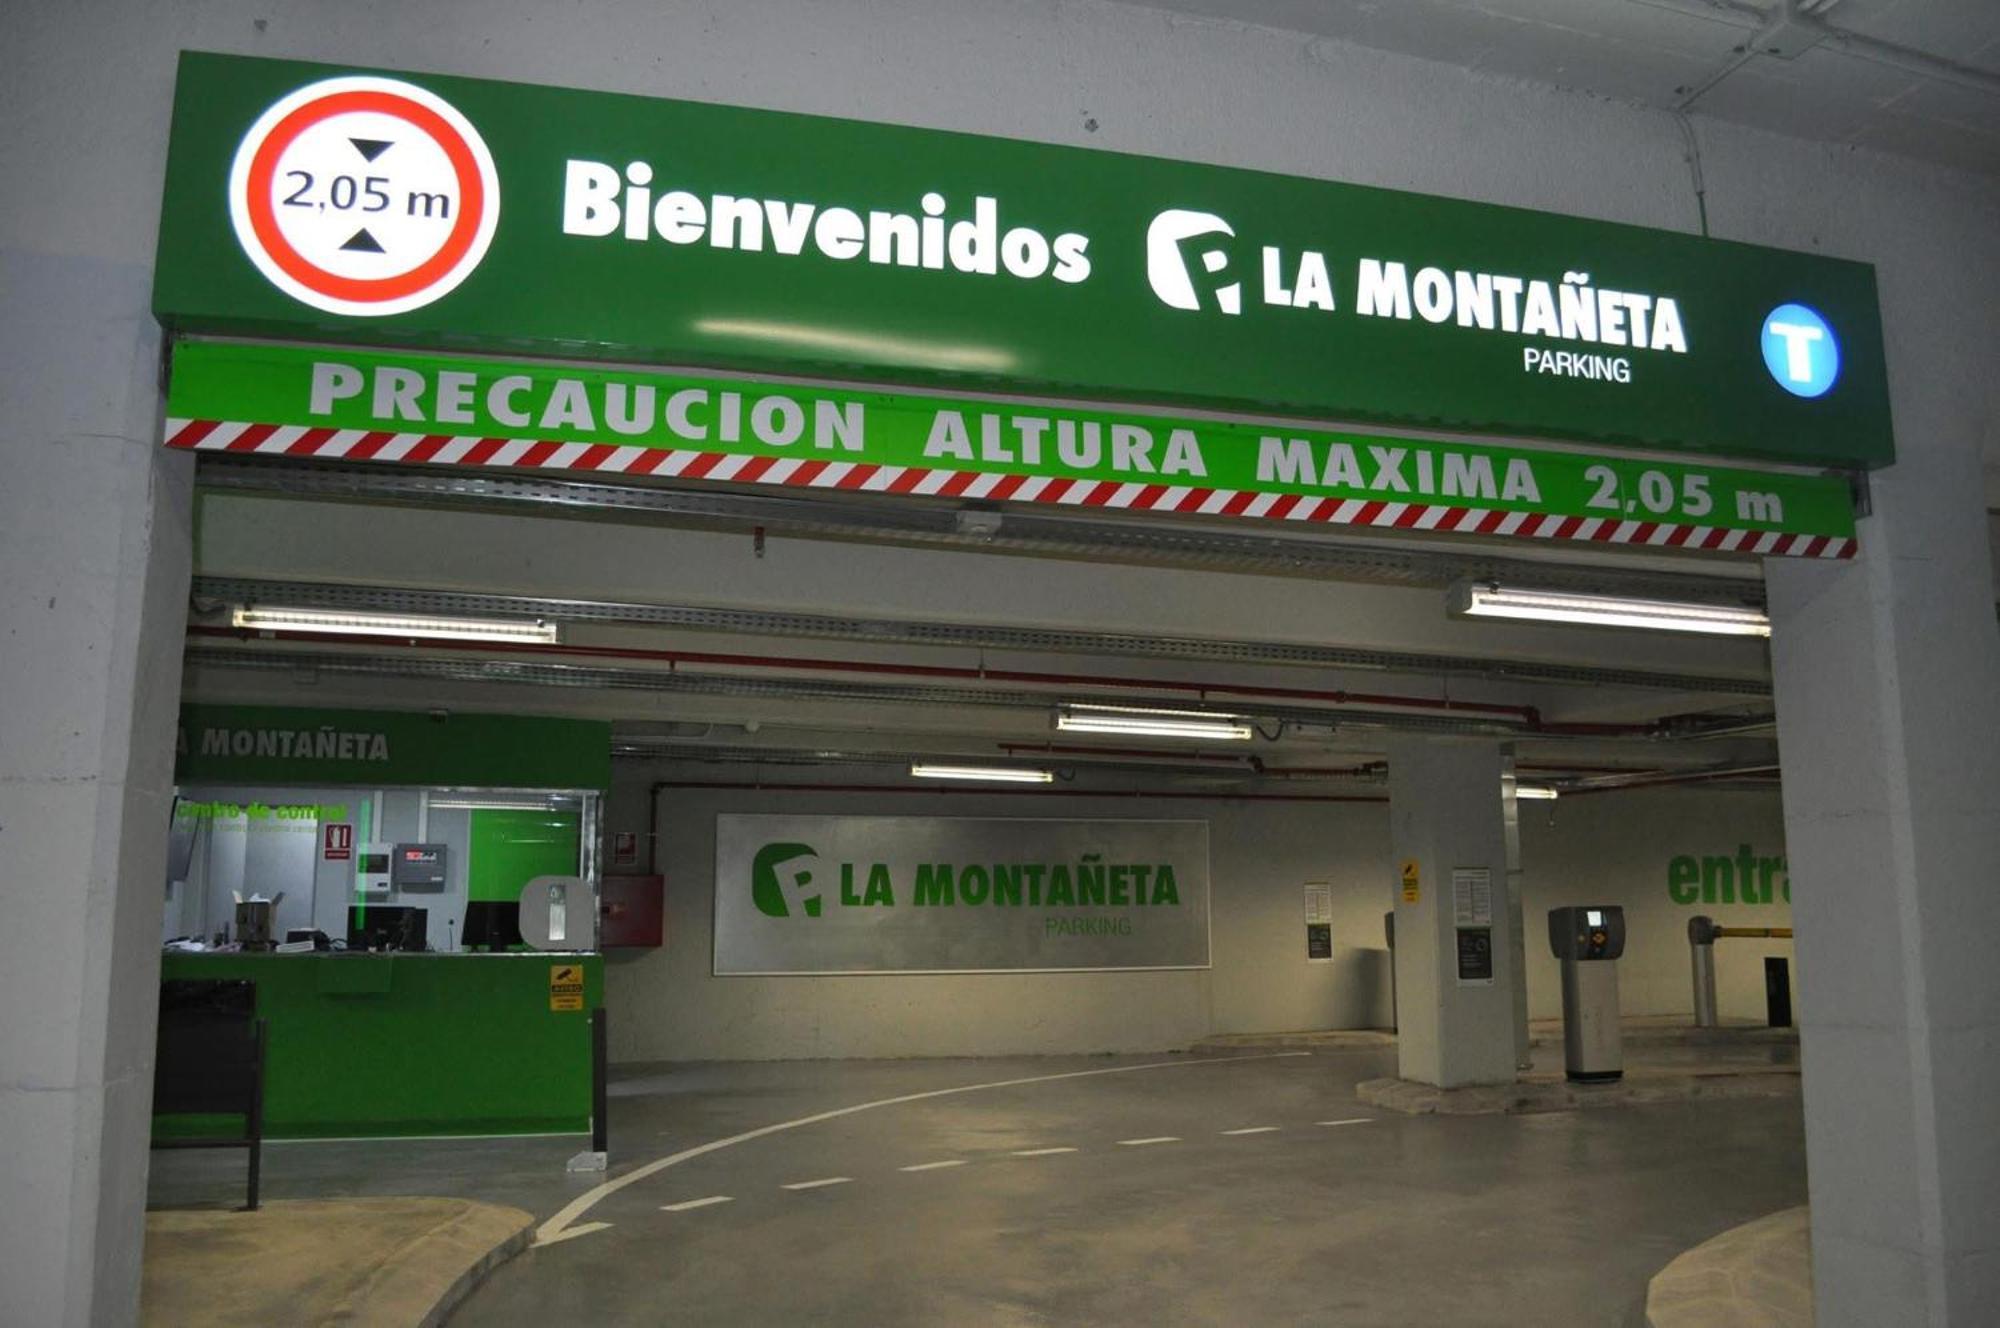 2,05 m
Bienvenidos
P LA MONTAÑETA
PARKING
T
PRECAUCION ALTURA MAXIMA 2,05 m
A MONTAÑETA
centro de control
entra
P LA MONTAÑETA
PARKING
AVISO